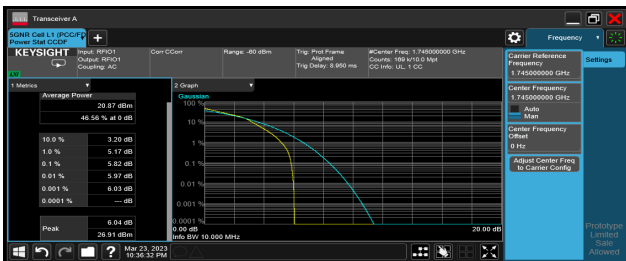 Transceiver A
5GNR Cell L1 (PCC/FD
Power Stat CCDF
Frequency
KEYSIGHT
Input: RFIO1
Output: RFIO1
Coupling: AC
Corr CCorr
Range: -60 dBm
Trig: Prot Frame
Aligned
Trig Delay: 8.950 ms
#Center Freq: 1.745000000 GHz
Counts: 169 k/10.0 Mpt
CC Info: UL, 1 CC
1 Metrics
Average Power
20.87 dBm
46.56 % at 0 dB
10.0 % 3.20 dB
1.0 % 5.17 dB
0.1 % 5.82 dB
0.01 % 5.97 dB
0.001 % 6.03 dB
0.0001 % --- dB
Peak 6.04 dB
26.91 dBm
2 Graph
Gaussian
100 %
10 %
1 %
0.1 %
0.01 %
0.001 %
0.0001 %
0.00 dB
20.00 dB
Info BW 10.000 MHz
Carrier Reference
Frequency
1.745000000 GHz
Center Frequency
1.745000000 GHz
Auto
Man
Center Frequency
Offset
0 Hz
Adjust Center Freq
to Carrier Config
Settings
Prototype
Limited
Sale
Allowed
?
Mar 23, 2023
10:36:32 PM